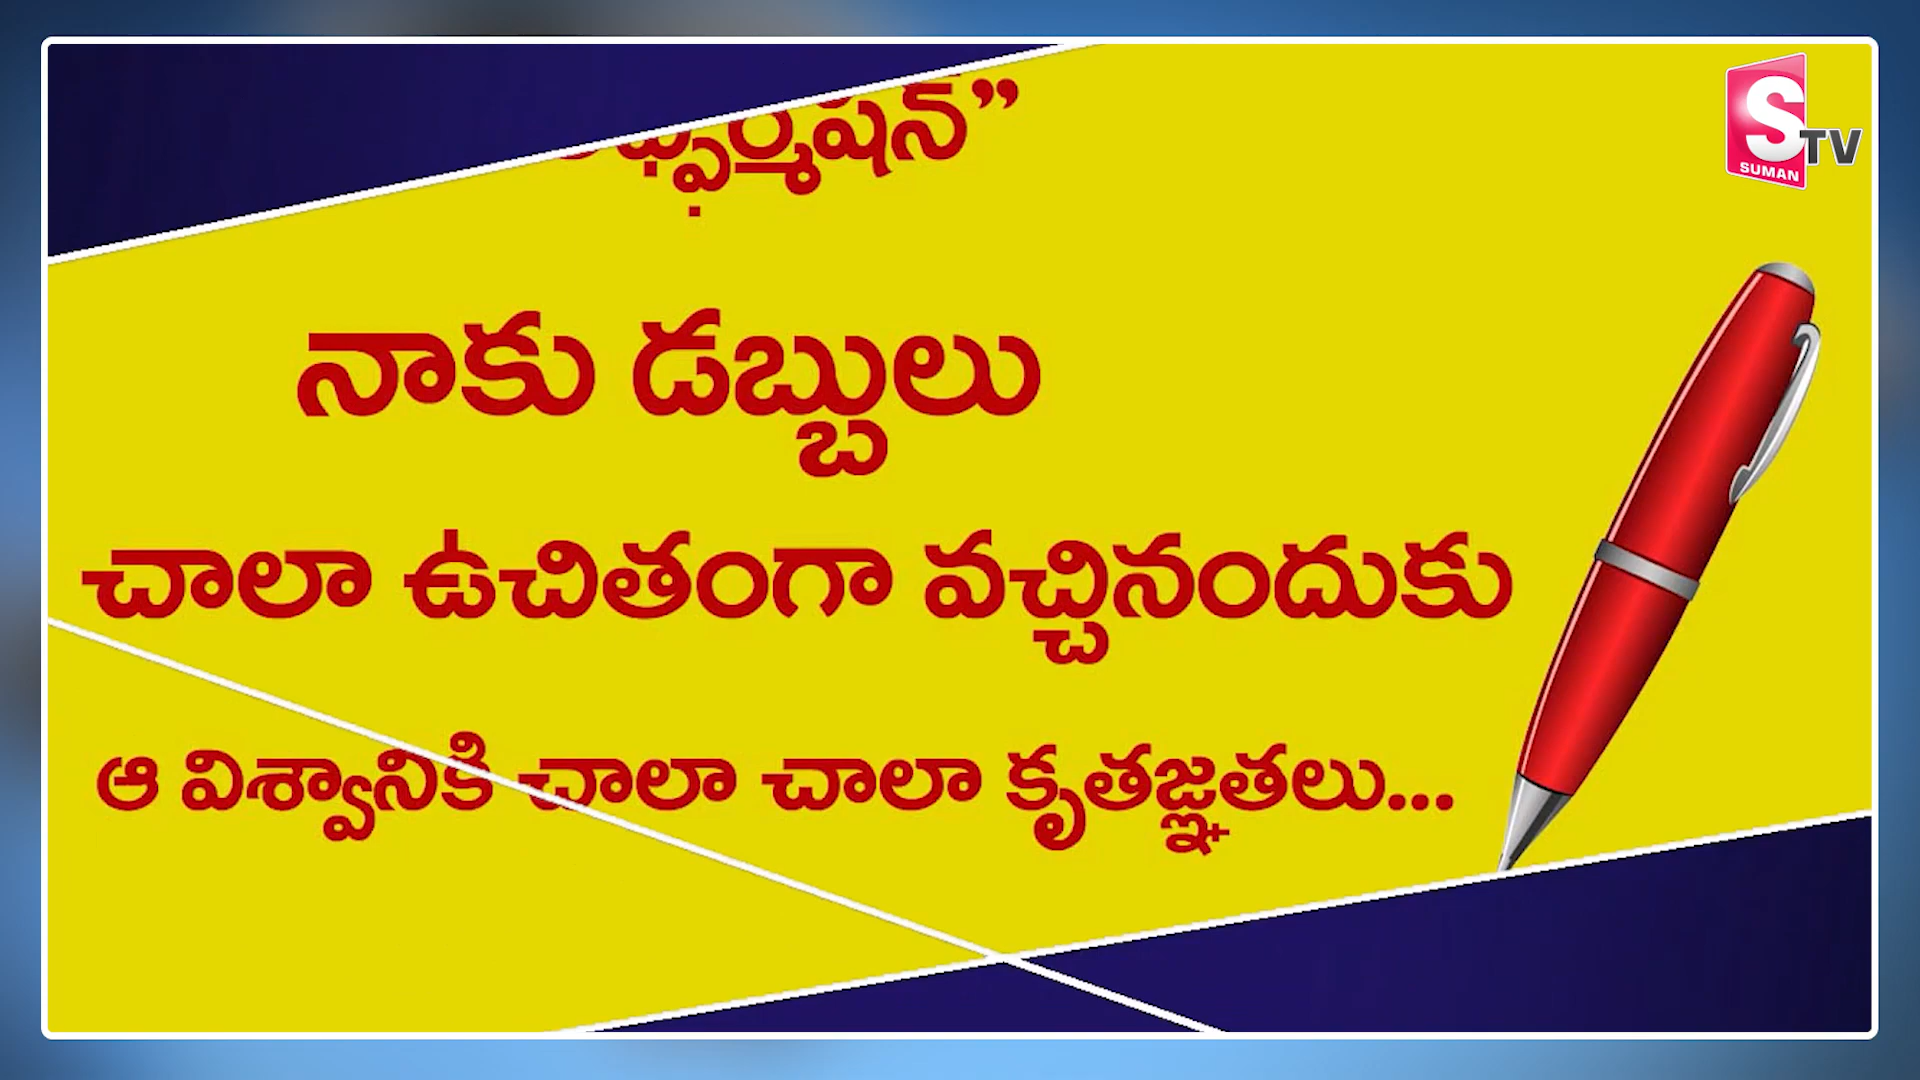 S TV
SUMAN
నాకు డబ్బులు
చాలా ఉచితంగా వచ్చినందుకు
ఆ విశ్వానికి చాలా చాలా కృతజ్ఞతలు...